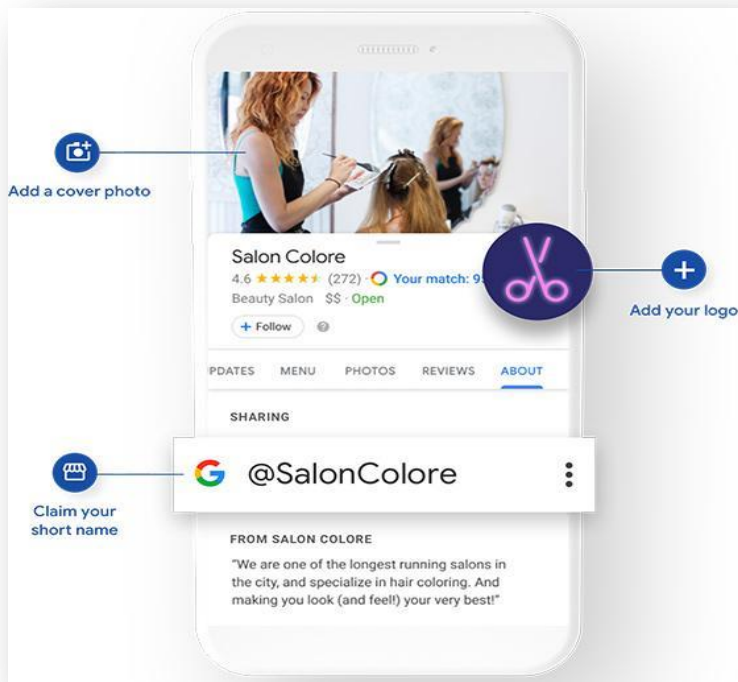 Add a cover photo
Salon Colore
4.6 ★★★★★ (272) · Your match: 9
Beauty Salon $$ · Open
+ Follow
Add your logo
PDATES MENU PHOTOS REVIEWS ABOUT
SHARING
G @SalonColore
Claim your
short name
FROM SALON COLORE
"We are one of the longest running salons in
the city, and specialize in hair coloring. And
making you look (and feel!) your very best!"